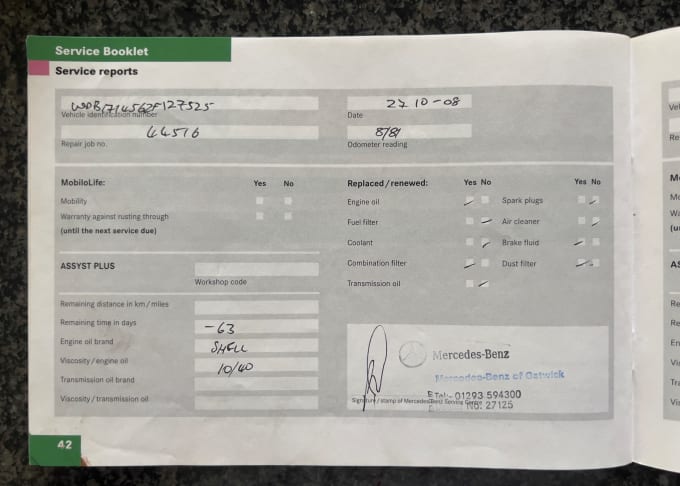 Service Booklet
Service reports
WDB1714562F127525
27 10-08
Vehicle identification number
Date
44516
8181
Repair job no.
Odometer reading
MobiloLife:
Yes No
Replaced/renewed:
Yes No
Yes No
Mobility
Engine oil
Spark plugs
Warranty against rusting through
(until the next service due)
Fuel filter
Air cleaner
Coolant
Brake fluid
ASSYST PLUS
Combination filter
Dust filter
Workshop code
Transmission oil
Remaining distance in km/miles
Remaining time in days
-63
Engine oil brand
SHELL
Viscosity/engine oil
10/40
Transmission oil brand
Viscosity/transmission oil
Mercedes-Benz
Mercedes-Benz of Gatwick
Tel:- 01293 594300
Signature/stamp of Mercedes-Benz Service Centre
No: 27125
42